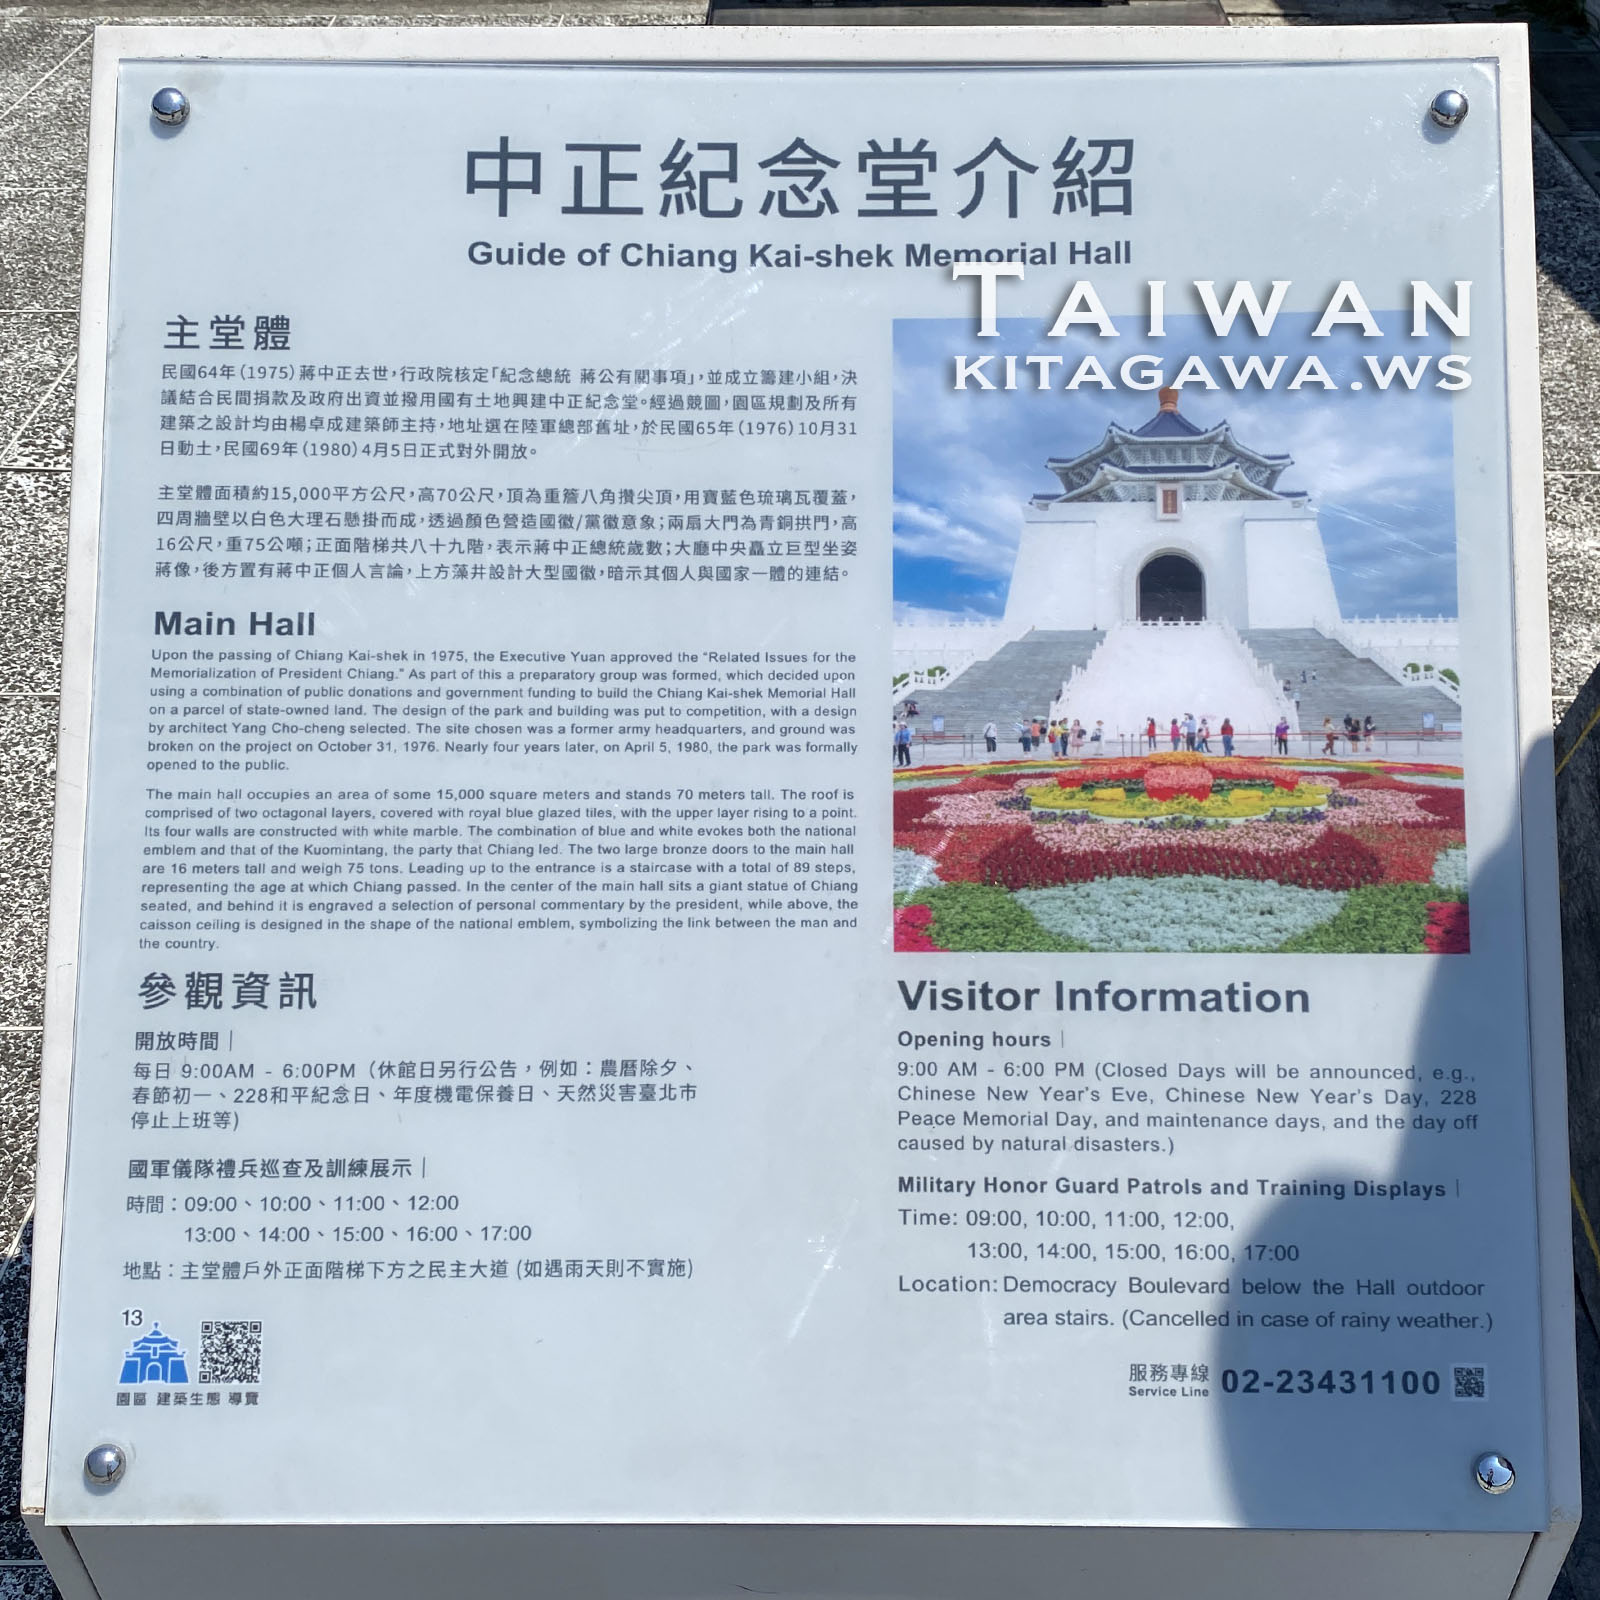 中正紀念堂介紹
Guide of Chiang Kai-shek Memorial Hall
TAIWAN
KITAGAWA.WS
主堂體
民國64年(1975)蔣中正去世,行政院核定「紀念總統 蔣公有關事項」,並成立籌建小組,決
議結合民間捐款及政府出資並撥用國有土地興建中正紀念堂。經過競圖,園區規劃及所有
建築之設計均由楊卓成建築師主持,地址選在陸軍總部舊址,於民國65年(1976)10月31
日動土,民國69年(1980)4月5日正式對外開放。
主堂體面積約15,000平方公尺,高70公尺,頂為重簷八角攢尖頂,用寶藍色琉璃瓦覆蓋,
四周牆壁以白色大理石懸掛而成,透過顏色營造國徽/黨徽意象;兩扇大門為青銅拱門,高
16公尺,重75公噸;正面階梯共八十九階,表示蔣中正總統歲數;大廳中央矗立巨型坐姿
蔣像,後方置有蔣中正個人言論,上方藻井設計大型國徽,暗示其個人與國家一體的連結。
Main Hall
Upon the passing of Chiang Kai-shek in 1975, the Executive Yuan approved the “Related Issues for the
Memorialization of President Chiang.” As part of this a preparatory group was formed, which decided upon
using a combination of public donations and government funding to build the Chiang Kai-shek Memorial Hall
on a parcel of state-owned land. The design of the park and building was put to competition, with a design
by architect Yang Cho-cheng selected. The site chosen was a former army headquarters, and ground was
broken on the project on October 31, 1976. Nearly four years later, on April 5, 1980, the park was formally
opened to the public.
The main hall occupies an area of some 15,000 square meters and stands 70 meters tall. The roof is
comprised of two octagonal layers, covered with royal blue glazed tiles, with the upper layer rising to a point.
Its four walls are constructed with white marble. The combination of blue and white evokes both the national
emblem and that of the Kuomintang, the party that Chiang led. The two large bronze doors to the main hall
are 16 meters tall and weigh 75 tons. Leading up to the entrance is a staircase with a total of 89 steps,
representing the age at which Chiang passed. In the center of the main hall sits a giant statue of Chiang
seated, and behind it is engraved a selection of personal commentary by the president, while above, the
caisson ceiling is designed in the shape of the national emblem, symbolizing the link between the man and
the country.
參觀資訊
開放時間｜
每日 9:00AM - 6:00PM（休館日另行公告，例如：農曆除夕、
春節初一、228和平紀念日、年度機電保養日、天然災害臺北市
停止上班等)
國軍儀隊禮兵巡查及訓練展示｜
時間：09:00、10:00、11:00、12:00
13:00、14:00、15:00、16:00、17:00
地點：主堂體戶外正面階梯下方之民主大道 (如遇雨天則不實施)
13
園區 建築生態 導覽
Visitor Information
Opening hours｜
9:00 AM - 6:00 PM (Closed Days will be announced, e.g.,
Chinese New Year’s Eve, Chinese New Year’s Day, 228
Peace Memorial Day, and maintenance days, and the day off
caused by natural disasters.)
Military Honor Guard Patrols and Training Displays｜
Time: 09:00, 10:00, 11:00, 12:00,
13:00, 14:00, 15:00, 16:00, 17:00
Location: Democracy Boulevard below the Hall outdoor
area stairs. (Cancelled in case of rainy weather.)
服務專線
Service Line 02-23431100